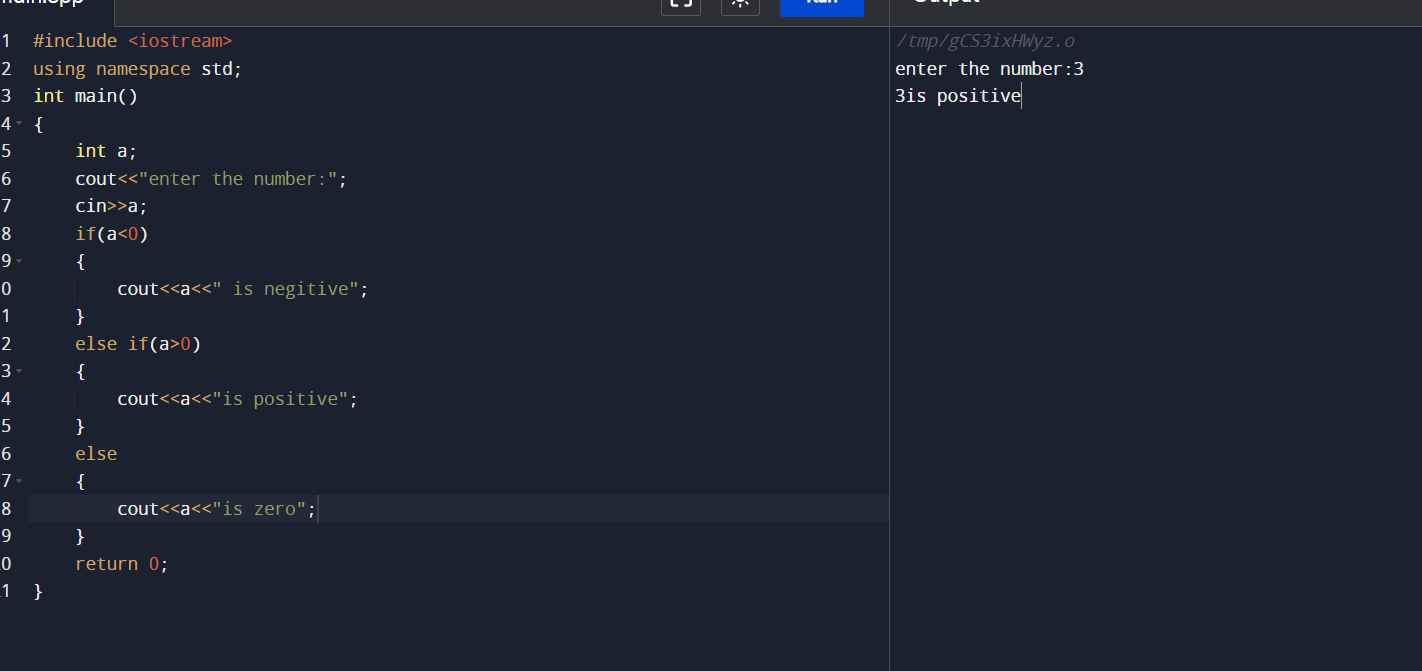 1 #include <iostream>
2 using namespace std;
3 int main()
4 {
5 int a;
6 cout<<"enter the number:";
7 cin>>a;
8 if(a<0)
9 {
0 cout<<a<<" is negitive";
1 }
2 else if(a>0)
3 {
4 cout<<a<<"is positive";
5 }
6 else
7 {
8 cout<<a<<"is zero";
9 }
0 return 0;
1 }
/tmp/gCS3ixHWyz.o
enter the number:3
3is positive